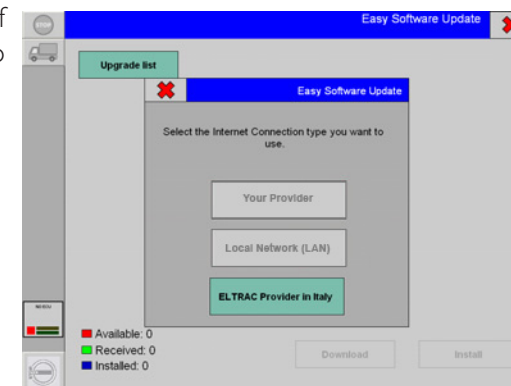 f
STOP
Easy Software Update
Upgrade list
Easy Software Update
Select the Internet Connection type you want to
use.
Your Provider
Local Network (LAN)
ELTRAC Provider in Italy
Available: 0
Received: 0
Installed: 0
Download
Install